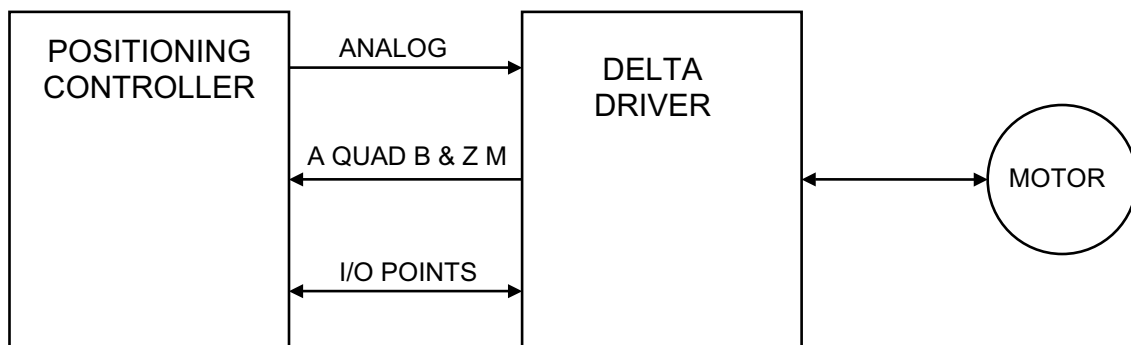 POSITIONING
CONTROLLER
ANALOG
A QUAD B & Z M
I/O POINTS
DELTA
DRIVER
MOTOR